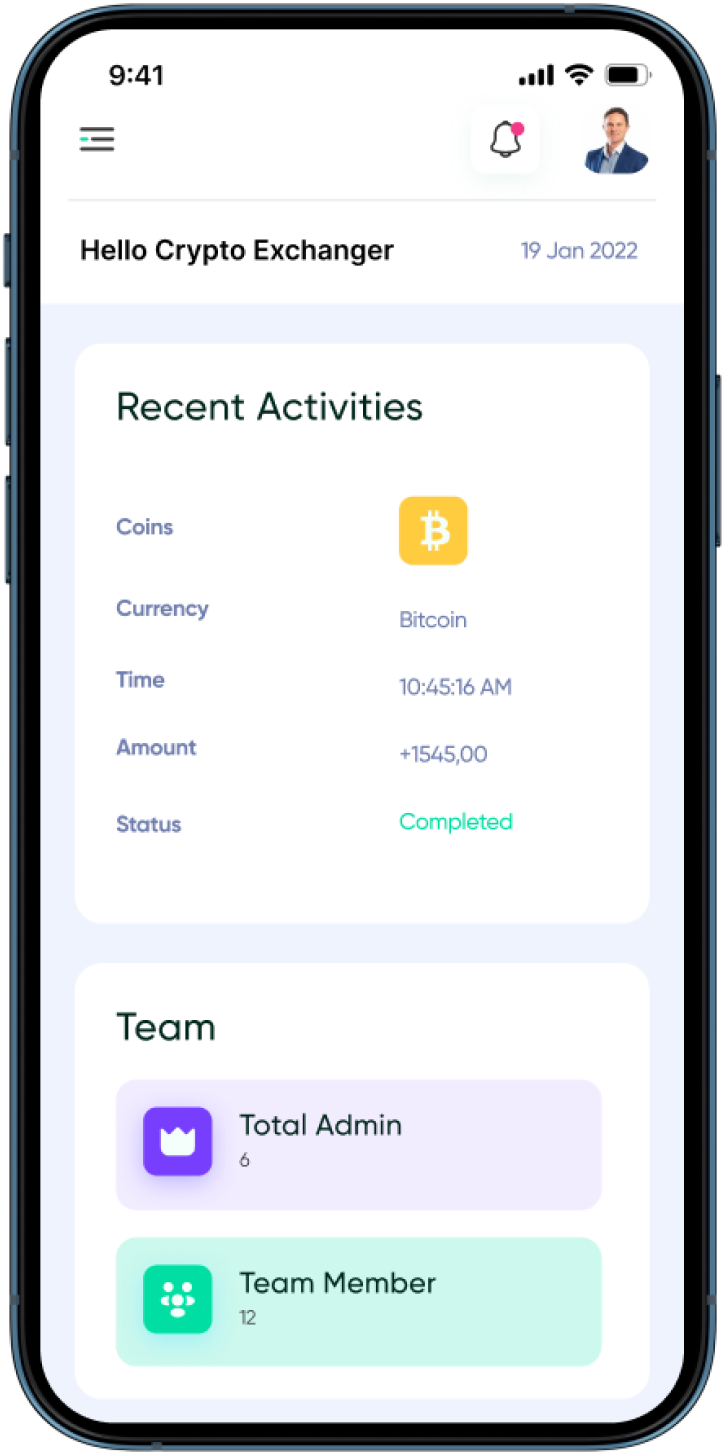 9:41
Hello Crypto Exchanger 19 Jan 2022
Recent Activities
Coins
Currency Bitcoin
Time 10:45:16 AM
Amount +1545,00
Status Completed
Team
Total Admin
6
Team Member
12